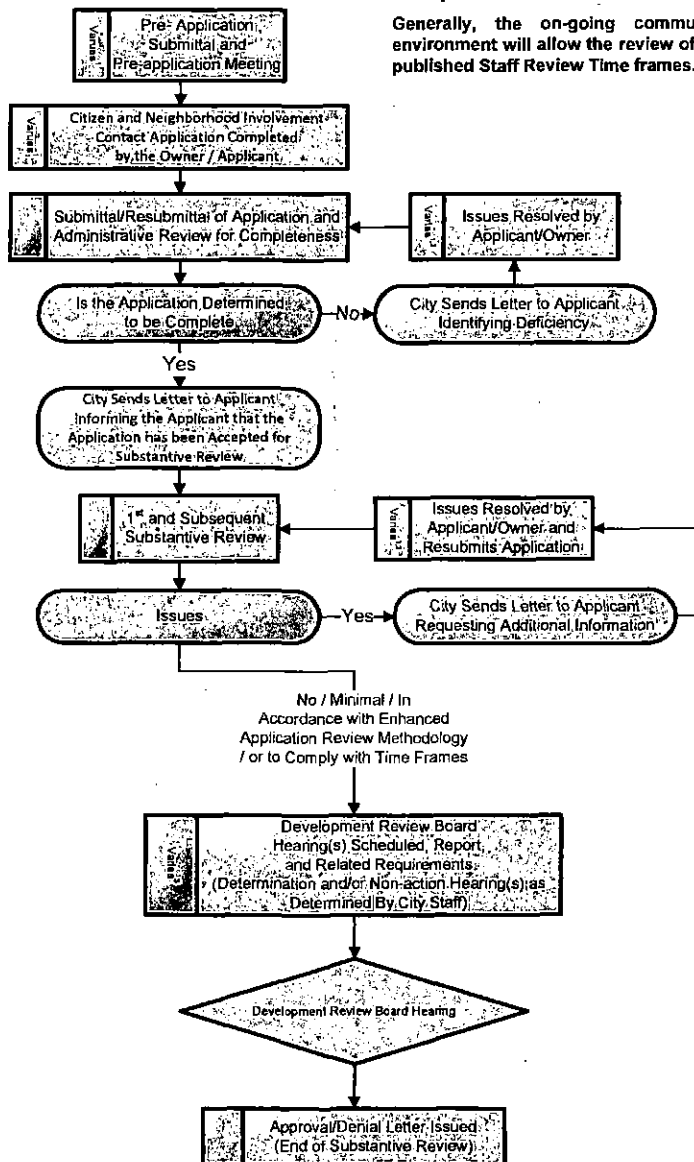 Generally, the on-going commu
environment will allow the review of
published Staff Review Time frames.
Varies
Pre- Application
Submittal and
Pre-application Meeting
Varies
Citizen and Neighborhood Involvement
Contact Application Completed
by the Owner / Applicant
Submittal/Resubmittal of Application and
Administrative Review for Completeness
Varies
Issues Resolved by
Applicant/Owner
Is the Application Determined
to be Complete
No
City Sends Letter to Applicant
Identifying Deficiency
Yes
City Sends Letter to Applicant
Informing the Applicant that the
Application has been Accepted for
Substantive Review
1st and Subsequent
Substantive Review
Varies
Issues Resolved by
Applicant/Owner and
Resubmits Application
Issues
Yes
City Sends Letter to Applicant
Requesting Additional Information
No / Minimal / In
Accordance with Enhanced
Application Review Methodology
/ or to Comply with Time Frames
Varies
Development Review Board
Hearing(s) Scheduled, Report
and Related Requirements
(Determination and/or Non-action Hearing(s) as
Determined By City Staff)
Development Review Board Hearing
Approval/Denial Letter Issued
(End of Substantive Review)